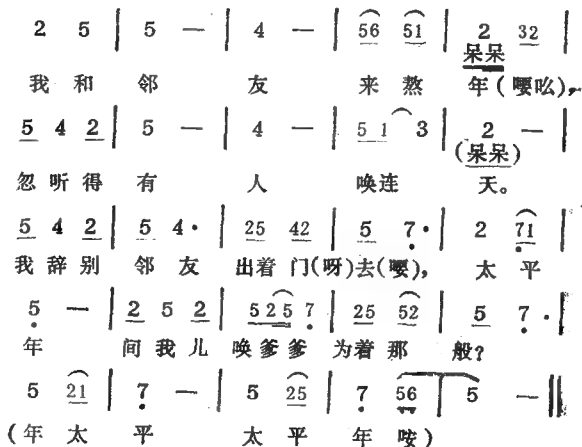 2 5 | 5 — | 4 — | 56 51 | 2 32 |
呆呆
我 和 邻 友 来 熬 年(嘤吆),
5 4 2 | 5 — | 4 — | 5 1 3 | 2 — |
(呆呆)
忽 听 得 有 人 唤连 天。
5 4 2 | 5 4· | 25 42 | 5 7· | 2 71 |
我 辞 别 邻 友 出着 门(呀)去(嘤), 太 平
5 — | 2 5 2 | 525 7 | 25 52 | 5 7· |
年 间 我 儿 唤爹爹 为着 那 般?
5 21 | 7 — | 5 25 | 7 56 | 5 — ‖
(年 太 平 太 平 年 咹)